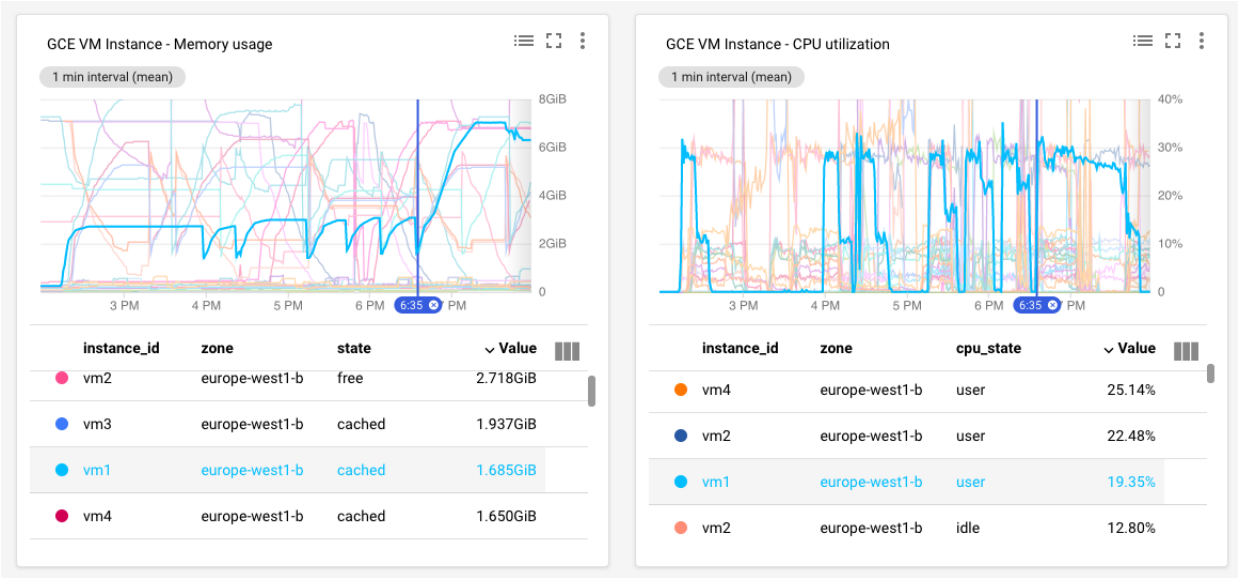 GCE VM Instance - Memory usage
1 min interval (mean)
8GiB
6GiB
4GiB
2GiB
0
3 PM 4 PM 5 PM 6 PM 6:35 7 PM
instance_id zone state Value
vm2 europe-west1-b free 2.718GiB
vm3 europe-west1-b cached 1.937GiB
vm1 europe-west1-b cached 1.685GiB
vm4 europe-west1-b cached 1.650GiB
GCE VM Instance - CPU utilization
1 min interval (mean)
40%
30%
20%
10%
0
3 PM 4 PM 5 PM 6 PM 6:35 PM
instance_id zone cpu_state Value
vm4 europe-west1-b user 25.14%
vm2 europe-west1-b user 22.48%
vm1 europe-west1-b user 19.35%
vm2 europe-west1-b idle 12.80%